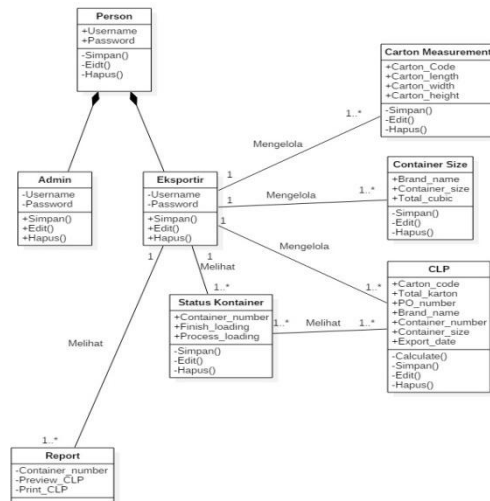 Person
+Username
+Password
-Simpan()
-Eidt()
-Hapus()
Carton Measurement
+Carton_Code
+Carton_length
+Carton_width
+Carton_height
-Simpan()
-Edit()
-Hapus()
1..*
Mengelola
1
Admin
-Username
-Password
+Simpan()
+Edit()
+Hapus()
Eksportir
-Username
-Password
+Simpan()
+Edit()
+Hapus()
Container Size
+Brand_name
+Container_size
+Total_cubic
-Simpan()
-Edit()
-Hapus()
1
Mengelola
1..*
1
Mengelola
1..*
1
Melihat
1..*
1
Melihat
1..*
Status Kontainer
+Container_number
+Finish_loading
+Process_loading
-Simpan()
-Edit()
-Hapus()
1..*
Melihat
1..*
CLP
+Carton_code
+Total_karton
+PO_number
+Brand_name
+Container_number
+Container_size
+Export_date
-Calculate()
-Simpan()
-Edit()
-Hapus()
Report
-Container_number
-Preview_CLP
-Print_CLP